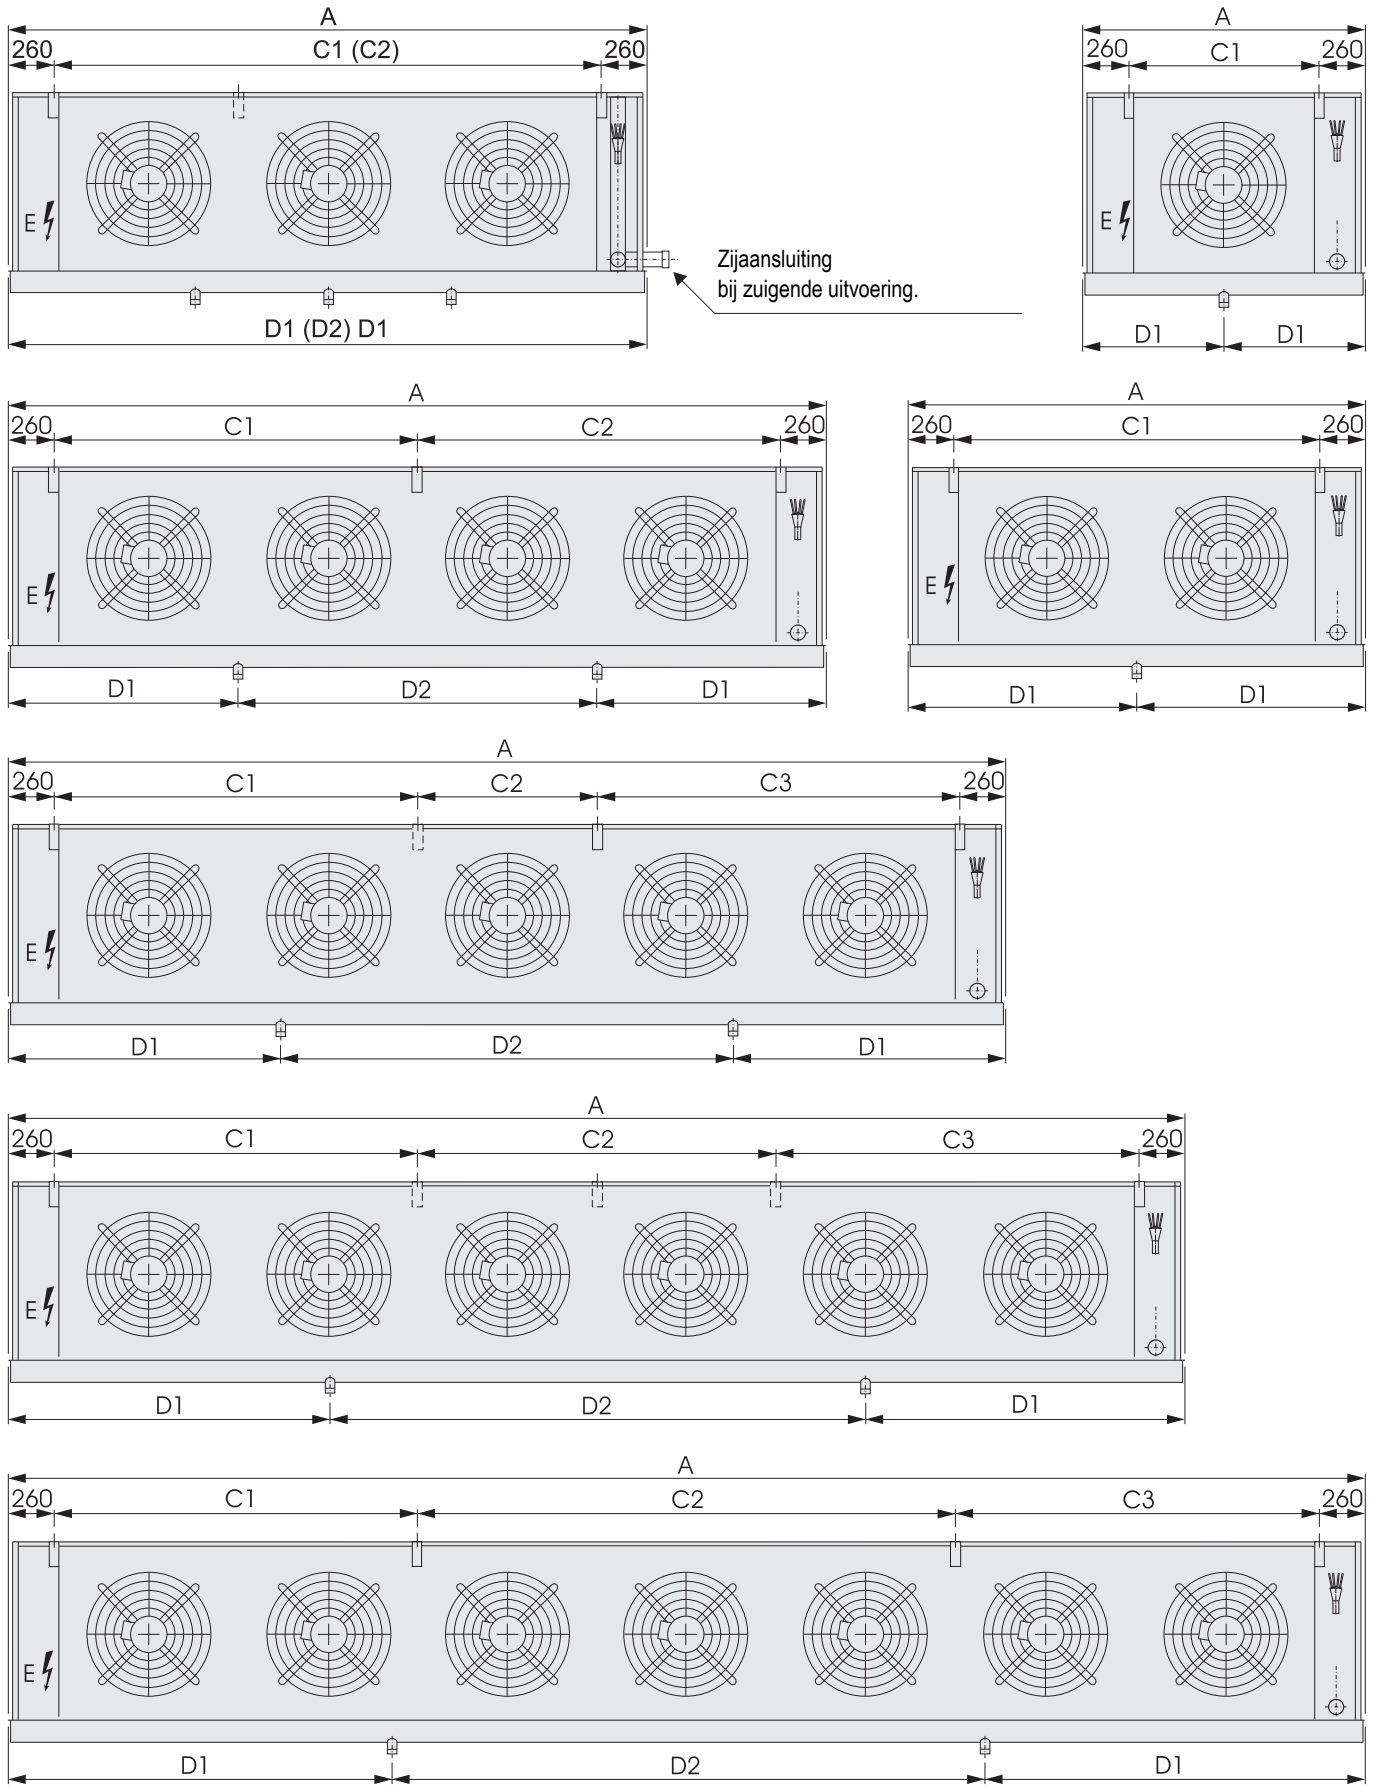 A
260 C1 (C2) 260
E
Zijaansluiting
bij zuigende uitvoering.
D1 (D2) D1
A
260 C1 260
E
D1 D1
A
260 C1 C2 260
E
D1 D2 D1
A
260 C1 260
E
D1 D1
A
260 C1 C2 C3 260
E
D1 D2 D1
A
260 C1 C2 C3 260
E
D1 D2 D1
A
260 C1 C2 C3 260
E
D1 D2 D1